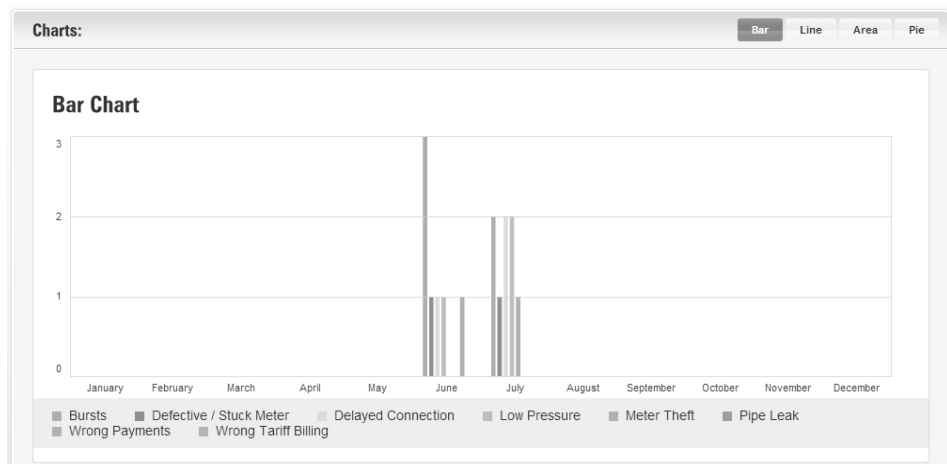 Charts:
Bar Line Area Pie
Bar Chart
3
2
1
0
January February March April May June July August September October November December
Bursts Defective / Stuck Meter Delayed Connection Low Pressure Meter Theft Pipe Leak
Wrong Payments Wrong Tariff Billing